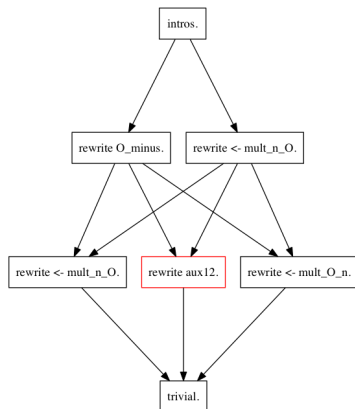 intros.
rewrite O_minus.
rewrite <- mult_n_O.
rewrite <- mult_n_O.
rewrite aux12.
rewrite <- mult_O_n.
trivial.